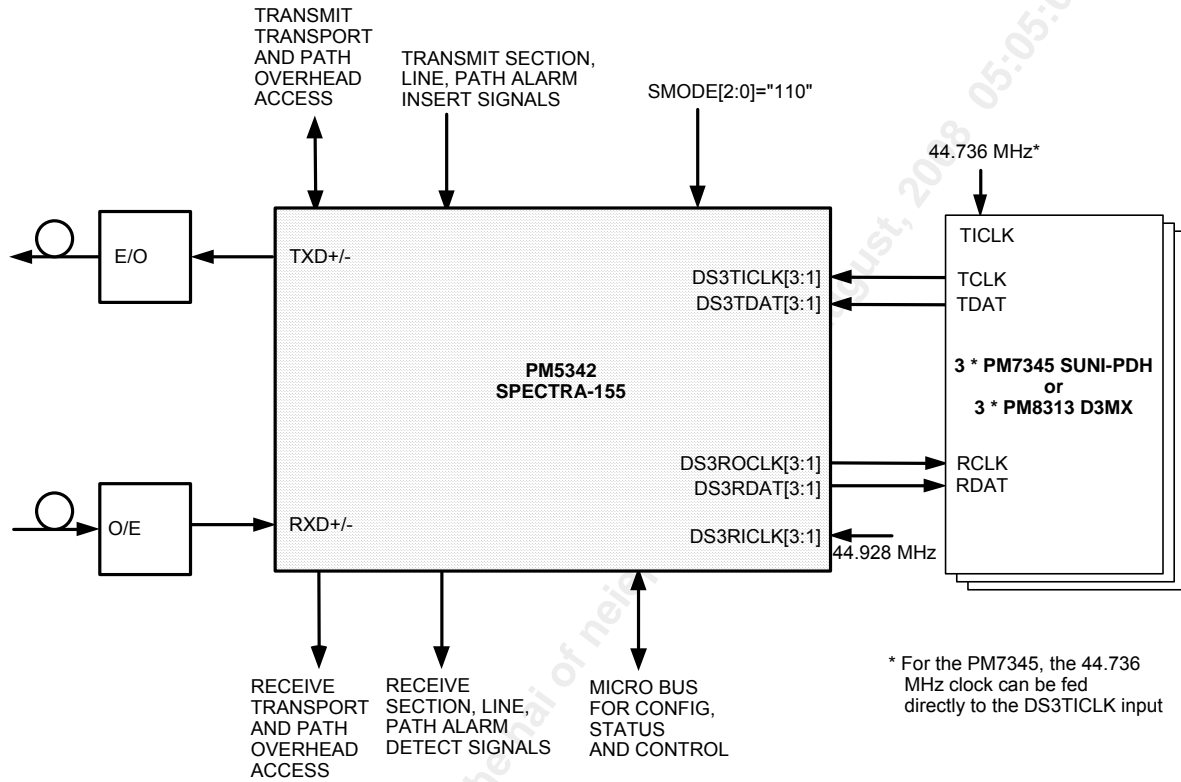 TRANSMIT
TRANSPORT
AND PATH
OVERHEAD
ACCESS
TRANSMIT SECTION,
LINE, PATH ALARM
INSERT SIGNALS
SMODE[2:0]="110"
44.736 MHz*
E/O
TXD+/-
TICLK
DS3TICLK[3:1]
TCLK
DS3TDAT[3:1]
TDAT
PM5342
SPECTRA-155
3 * PM7345 SUNI-PDH
or
3 * PM8313 D3MX
DS3ROCLK[3:1]
RCLK
DS3RDAT[3:1]
RDAT
O/E
RXD+/-
DS3RICLK[3:1]
44.928 MHz
RECEIVE
TRANSPORT
AND PATH
OVERHEAD
ACCESS
RECEIVE
SECTION, LINE,
PATH ALARM
DETECT SIGNALS
MICRO BUS
FOR CONFIG,
STATUS
AND CONTROL
* For the PM7345, the 44.736
MHz clock can be fed
directly to the DS3TICLK input